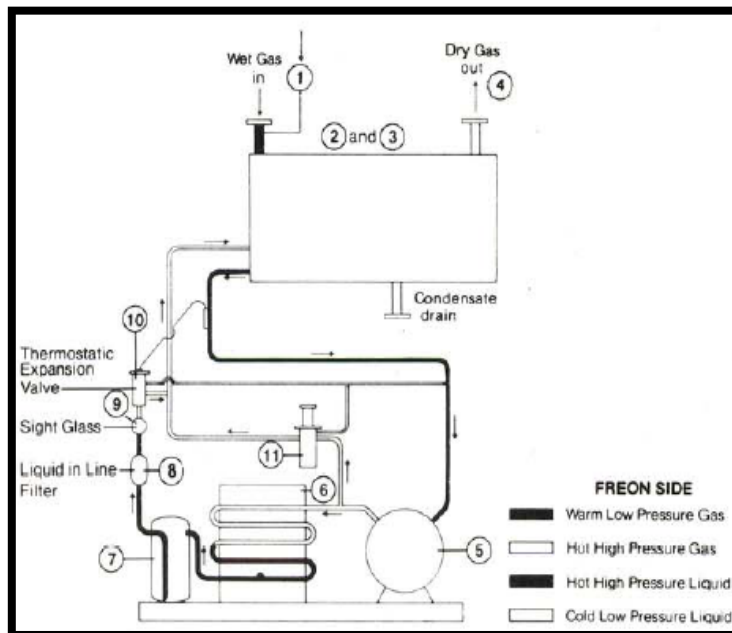 Wet Gas
in
1
Dry Gas
out
4
2 and 3
Condensate
drain
10
Thermostatic
Expansion
Valve
9
Sight Glass
Liquid in Line
Filter
8
11
6
7
5
FREON SIDE
Warm Low Pressure Gas
Hot High Pressure Gas
Hot High Pressure Liquid
Cold Low Pressure Liquid